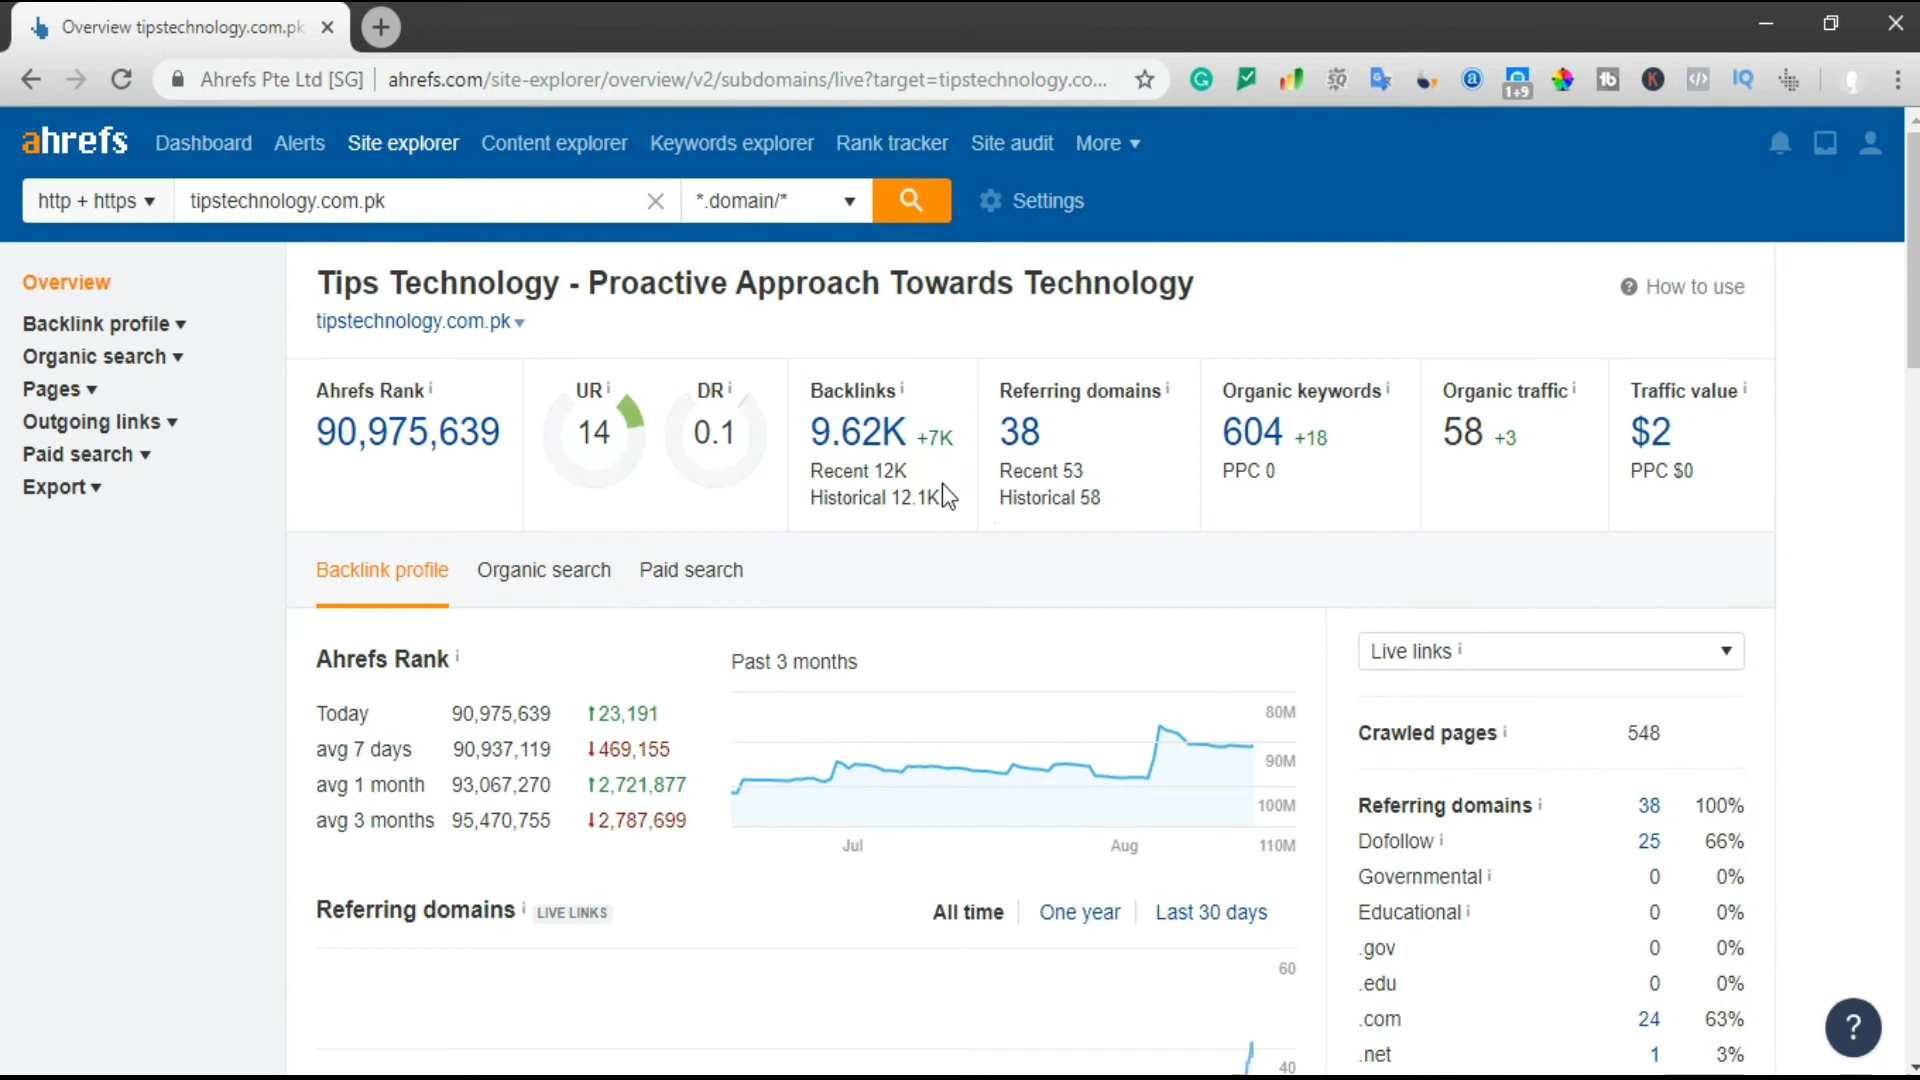 Overview tipstechnology.com.pk
Ahrefs Pte Ltd [SG] ahrefs.com/site-explorer/overview/v2/subdomains/live?target=tipstechnology.co...
1+9
ahrefs Dashboard Alerts Site explorer Content explorer Keywords explorer Rank tracker Site audit More
http + https tipstechnology.com.pk *.domain/* Settings
Overview
Backlink profile
Organic search
Pages
Outgoing links
Paid search
Export
Tips Technology - Proactive Approach Towards Technology
How to use
tipstechnology.com.pk
Ahrefs Rank i UR i DR i Backlinks i Referring domains i Organic keywords i Organic traffic i Traffic value i
90,975,639 14 0.1 9.62K +7K 38 604 +18 58 +3 $2
Recent 12K Recent 53 PPC 0 PPC $0
Historical 12.1K Historical 58
Backlink profile Organic search Paid search
Ahrefs Rank i
Past 3 months
Today 90,975,639 ↑23,191
avg 7 days 90,937,119 ↓469,155
avg 1 month 93,067,270 ↑2,721,877
avg 3 months 95,470,755 ↓2,787,699
80M
90M
100M
110M
Jul Aug
Referring domains i LIVE LINKS All time One year Last 30 days
60
40
Live links i
Crawled pages i 548
Referring domains i 38 100%
Dofollow i 25 66%
Governmental i 0 0%
Educational i 0 0%
.gov 0 0%
.edu 0 0%
.com 24 63%
.net 1 3%
?